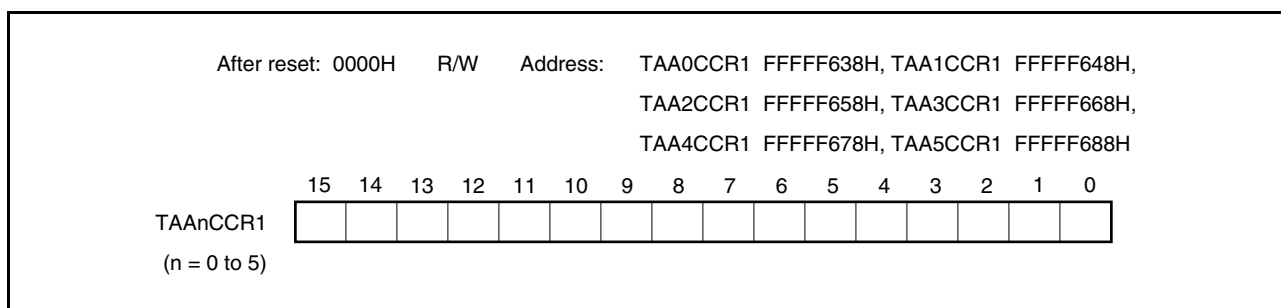 After reset: 0000H R/W Address: TAA0CCR1 FFFFF638H, TAA1CCR1 FFFFF648H,
TAA2CCR1 FFFFF658H, TAA3CCR1 FFFFF668H,
TAA4CCR1 FFFFF678H, TAA5CCR1 FFFFF688H
15 14 13 12 11 10 9 8 7 6 5 4 3 2 1 0
TAAnCCR1
(n = 0 to 5)